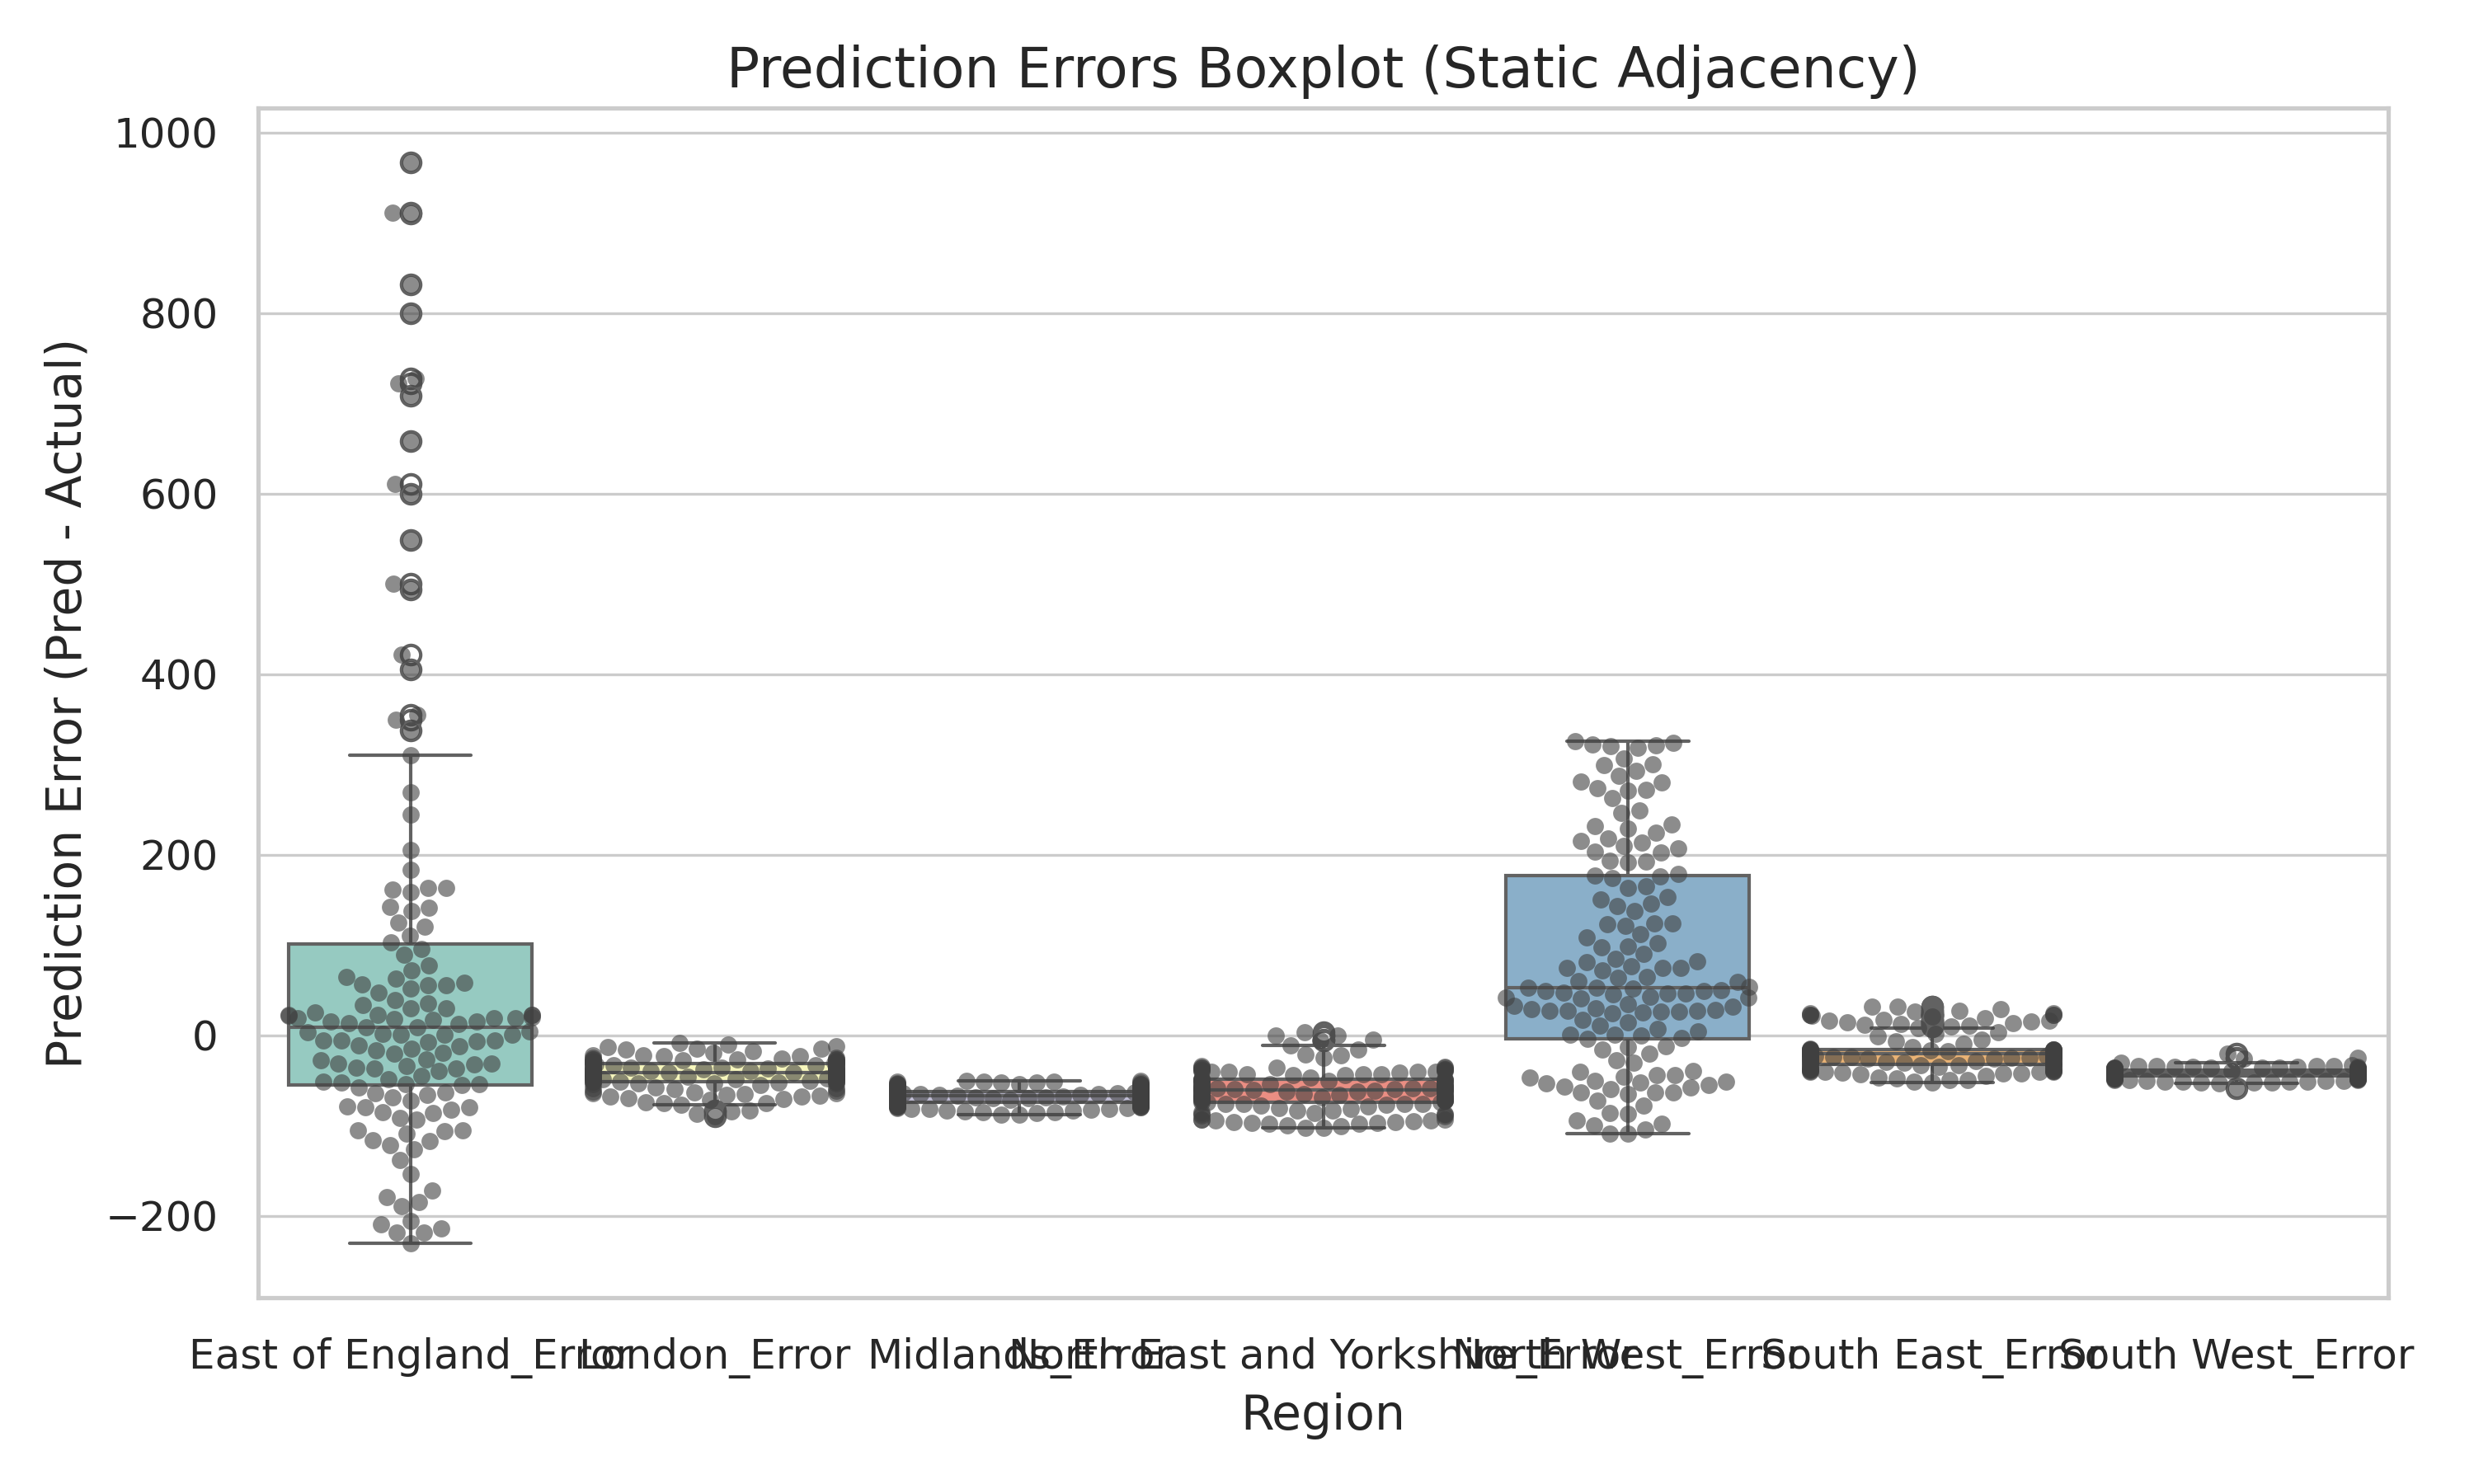 Prediction Errors Boxplot (Static Adjacency)
Prediction Error (Pred - Actual)
1000
800
600
400
200
0
−200
East of England_Error
London_Error
Midlands_Error
North East and Yorkshire_Error
North West_Error
South East_Error
South West_Error
Region